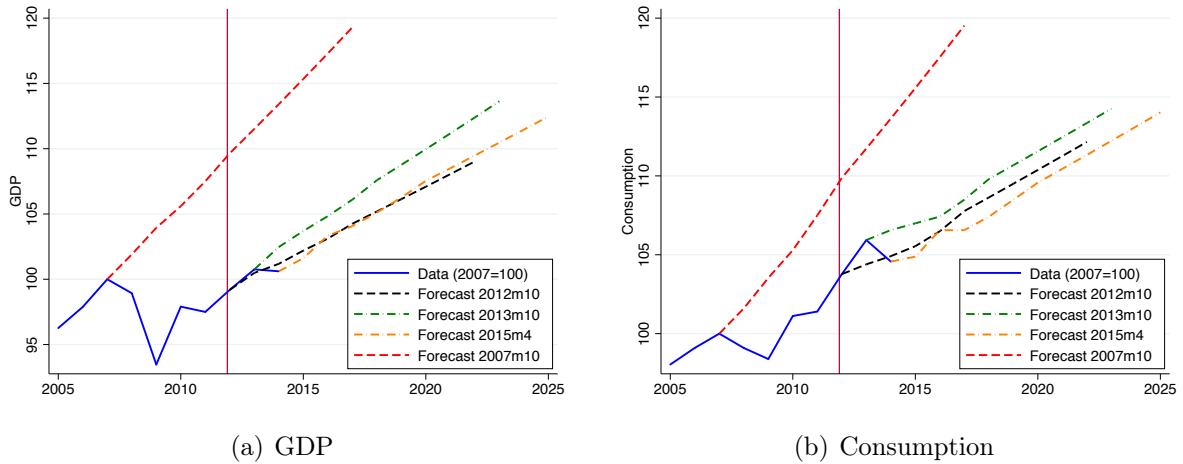 120
115
110
GDP
105
100
95
2005 2010 2015 2020 2025
Data (2007=100)
Forecast 2012m10
Forecast 2013m10
Forecast 2015m4
Forecast 2007m10
(a) GDP
120
115
110
Consumption
105
100
2005 2010 2015 2020 2025
Data (2007=100)
Forecast 2012m10
Forecast 2013m10
Forecast 2015m4
Forecast 2007m10
(b) Consumption